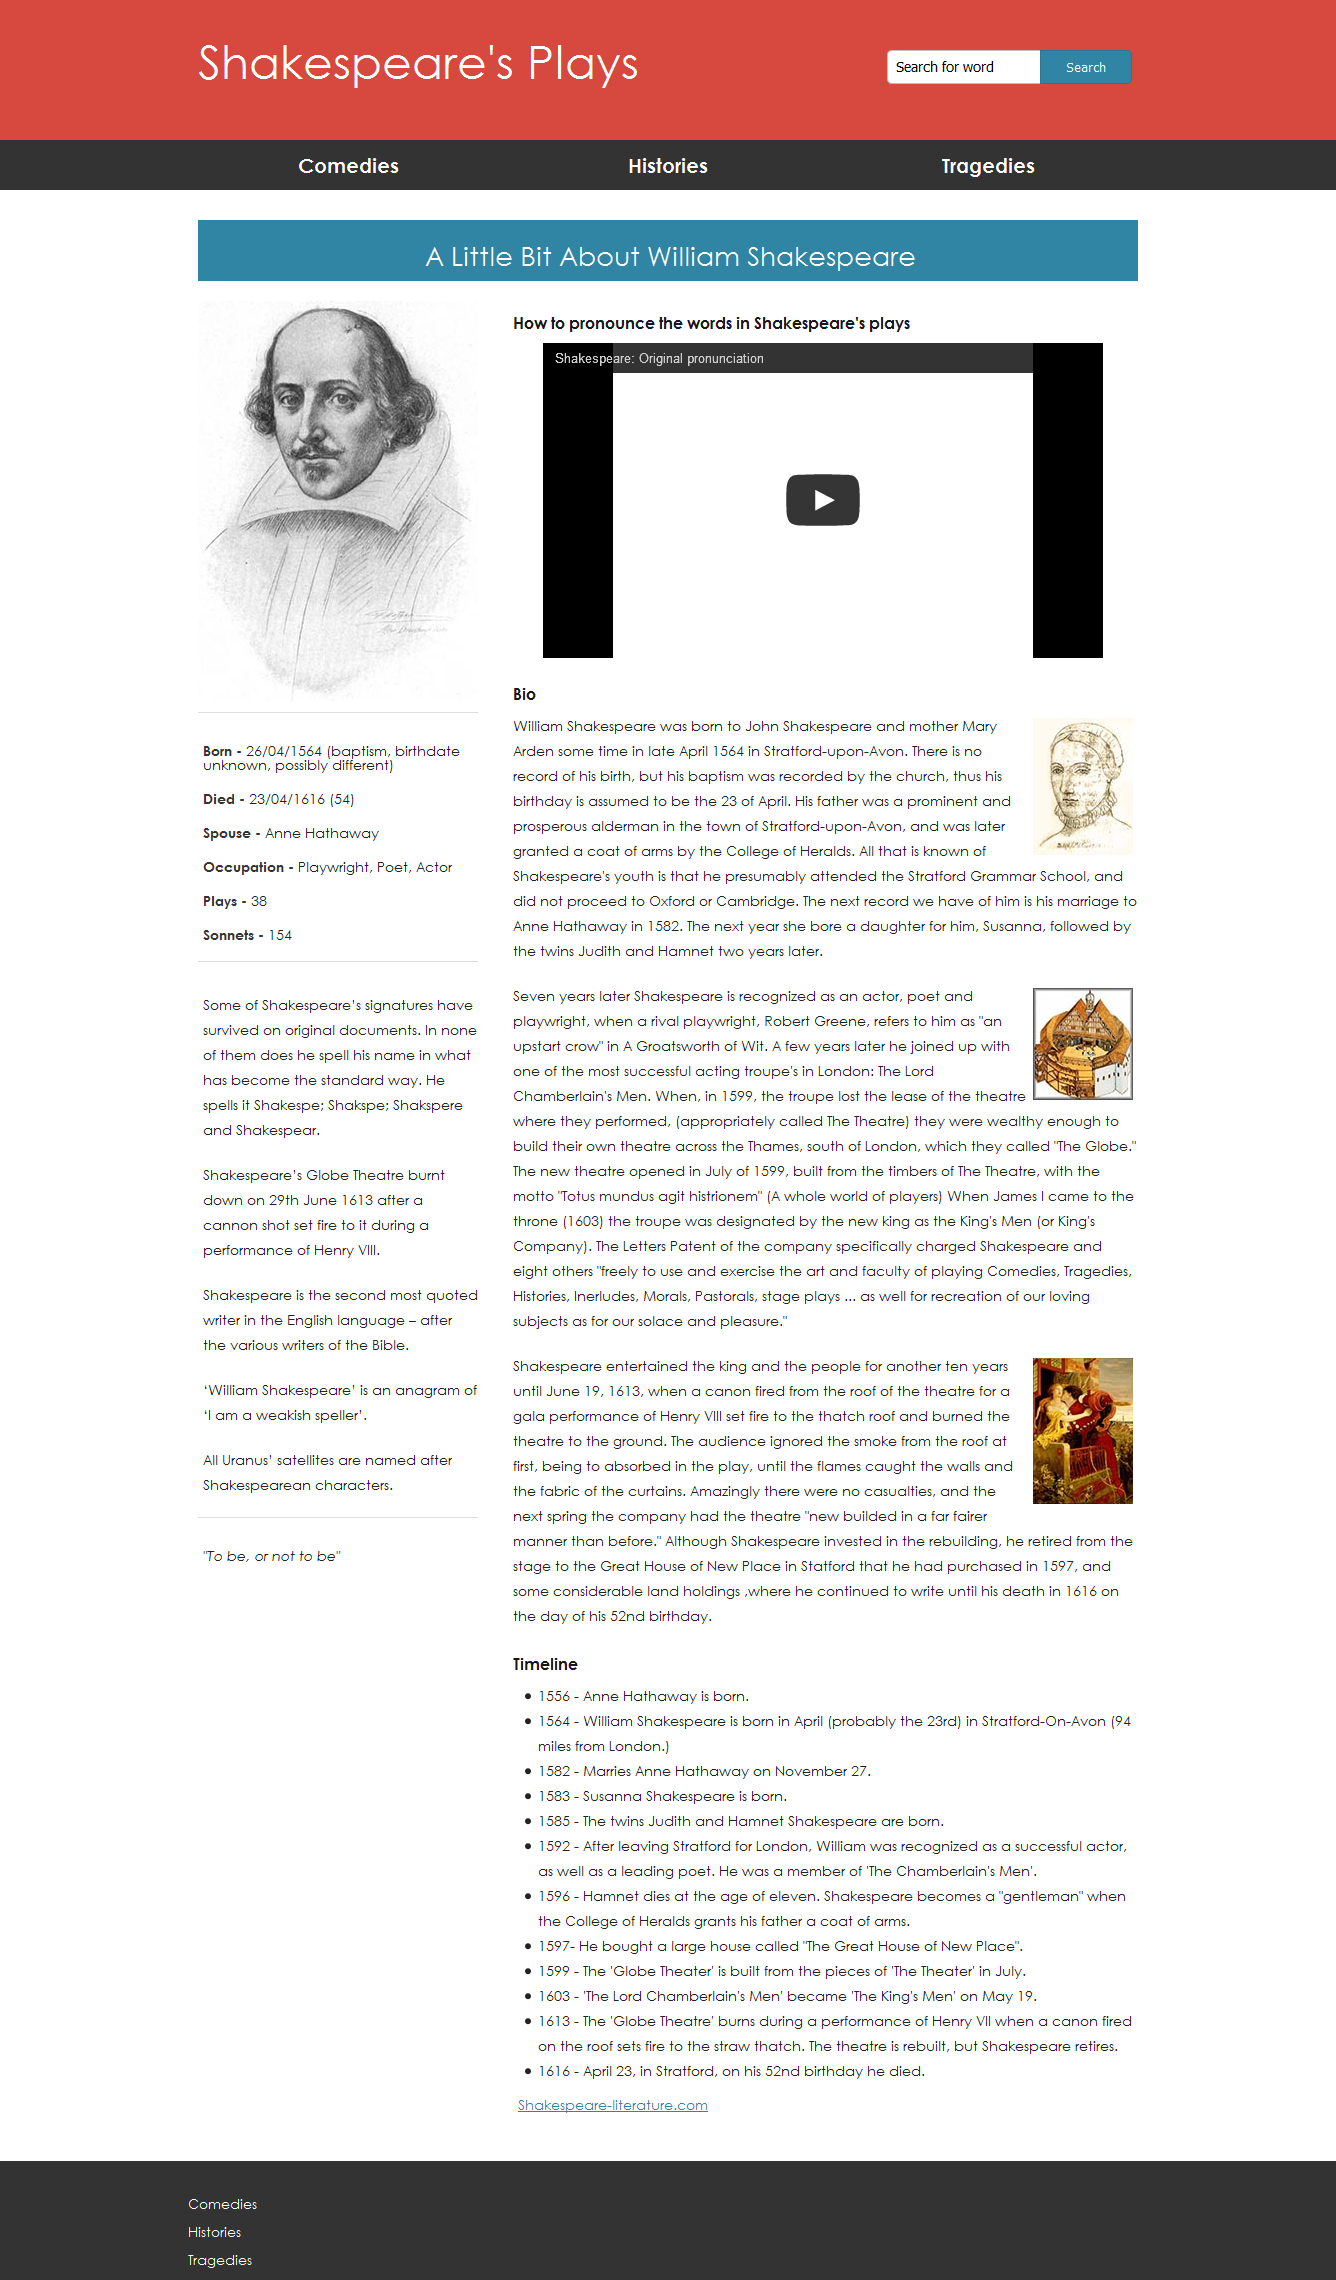 Shakespeare's Plays
Search for word
Search
Comedies
Histories
Tragedies
A Little Bit About William Shakespeare
Born - 26/04/1564 (baptism, birthdate
unknown, possibly different)
Died - 23/04/1616 (54)
Spouse - Anne Hathaway
Occupation - Playwright, Poet, Actor
Plays - 38
Sonnets - 154
Some of Shakespeare’s signatures have
survived on original documents. In none
of them does he spell his name in what
has become the standard way. He
spells it Shakespe; Shakspe; Shakspere
and Shakespear.
Shakespeare’s Globe Theatre burnt
down on 29th June 1613 after a
cannon shot set fire to it during a
performance of Henry VIII.
Shakespeare is the second most quoted
writer in the English language – after
the various writers of the Bible.
‘William Shakespeare’ is an anagram of
‘I am a weakish speller’.
All Uranus’ satellites are named after
Shakespearean characters.
"To be, or not to be"
How to pronounce the words in Shakespeare's plays
Shakespeare: Original pronunciation
Bio
William Shakespeare was born to John Shakespeare and mother Mary
Arden some time in late April 1564 in Stratford-upon-Avon. There is no
record of his birth, but his baptism was recorded by the church, thus his
birthday is assumed to be the 23 of April. His father was a prominent and
prosperous alderman in the town of Stratford-upon-Avon, and was later
granted a coat of arms by the College of Heralds. All that is known of
Shakespeare's youth is that he presumably attended the Stratford Grammar School, and
did not proceed to Oxford or Cambridge. The next record we have of him is his marriage to
Anne Hathaway in 1582. The next year she bore a daughter for him, Susanna, followed by
the twins Judith and Hamnet two years later.
Seven years later Shakespeare is recognized as an actor, poet and
playwright, when a rival playwright, Robert Greene, refers to him as "an
upstart crow" in A Groatsworth of Wit. A few years later he joined up with
one of the most successful acting troupe's in London: The Lord
Chamberlain's Men. When, in 1599, the troupe lost the lease of the theatre
where they performed, (appropriately called The Theatre) they were wealthy enough to
build their own theatre across the Thames, south of London, which they called "The Globe."
The new theatre opened in July of 1599, built from the timbers of The Theatre, with the
motto "Totus mundus agit histrionem" (A whole world of players) When James I came to the
throne (1603) the troupe was designated by the new king as the King's Men (or King's
Company). The Letters Patent of the company specifically charged Shakespeare and
eight others "freely to use and exercise the art and faculty of playing Comedies, Tragedies,
Histories, Inerludes, Morals, Pastorals, stage plays ... as well for recreation of our loving
subjects as for our solace and pleasure."
Shakespeare entertained the king and the people for another ten years
until June 19, 1613, when a canon fired from the roof of the theatre for a
gala performance of Henry VIII set fire to the thatch roof and burned the
theatre to the ground. The audience ignored the smoke from the roof at
first, being to absorbed in the play, until the flames caught the walls and
the fabric of the curtains. Amazingly there were no casualties, and the
next spring the company had the theatre "new builded in a far fairer
manner than before." Although Shakespeare invested in the rebuilding, he retired from the
stage to the Great House of New Place in Statford that he had purchased in 1597, and
some considerable land holdings ,where he continued to write until his death in 1616 on
the day of his 52nd birthday.
Timeline
• 1556 - Anne Hathaway is born.
• 1564 - William Shakespeare is born in April (probably the 23rd) in Stratford-On-Avon (94
miles from London.)
• 1582 - Marries Anne Hathaway on November 27.
• 1583 - Susanna Shakespeare is born.
• 1585 - The twins Judith and Hamnet Shakespeare are born.
• 1592 - After leaving Stratford for London, William was recognized as a successful actor,
as well as a leading poet. He was a member of 'The Chamberlain's Men'.
• 1596 - Hamnet dies at the age of eleven. Shakespeare becomes a "gentleman" when
the College of Heralds grants his father a coat of arms.
• 1597- He bought a large house called "The Great House of New Place".
• 1599 - The 'Globe Theater' is built from the pieces of 'The Theater' in July.
• 1603 - 'The Lord Chamberlain's Men' became 'The King's Men' on May 19.
• 1613 - The 'Globe Theatre' burns during a performance of Henry VII when a canon fired
on the roof sets fire to the straw thatch. The theatre is rebuilt, but Shakespeare retires.
• 1616 - April 23, in Stratford, on his 52nd birthday he died.
Shakespeare-literature.com
Comedies
Histories
Tragedies